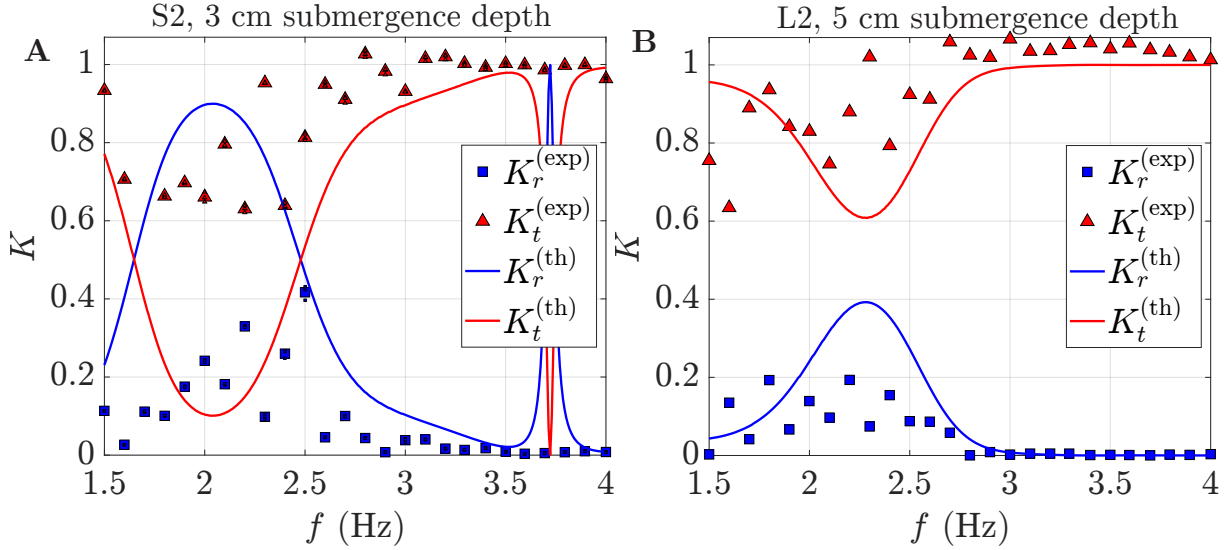 S2, 3 cm submergence depth
A
1
0.8
0.6
0.4
0.2
0
K
1.5 2 2.5 3 3.5 4
f (Hz)
K_r^(exp)
K_t^(exp)
K_r^(th)
K_t^(th)
L2, 5 cm submergence depth
B
1
0.8
0.6
0.4
0.2
0
K
1.5 2 2.5 3 3.5 4
f (Hz)
K_r^(exp)
K_t^(exp)
K_r^(th)
K_t^(th)